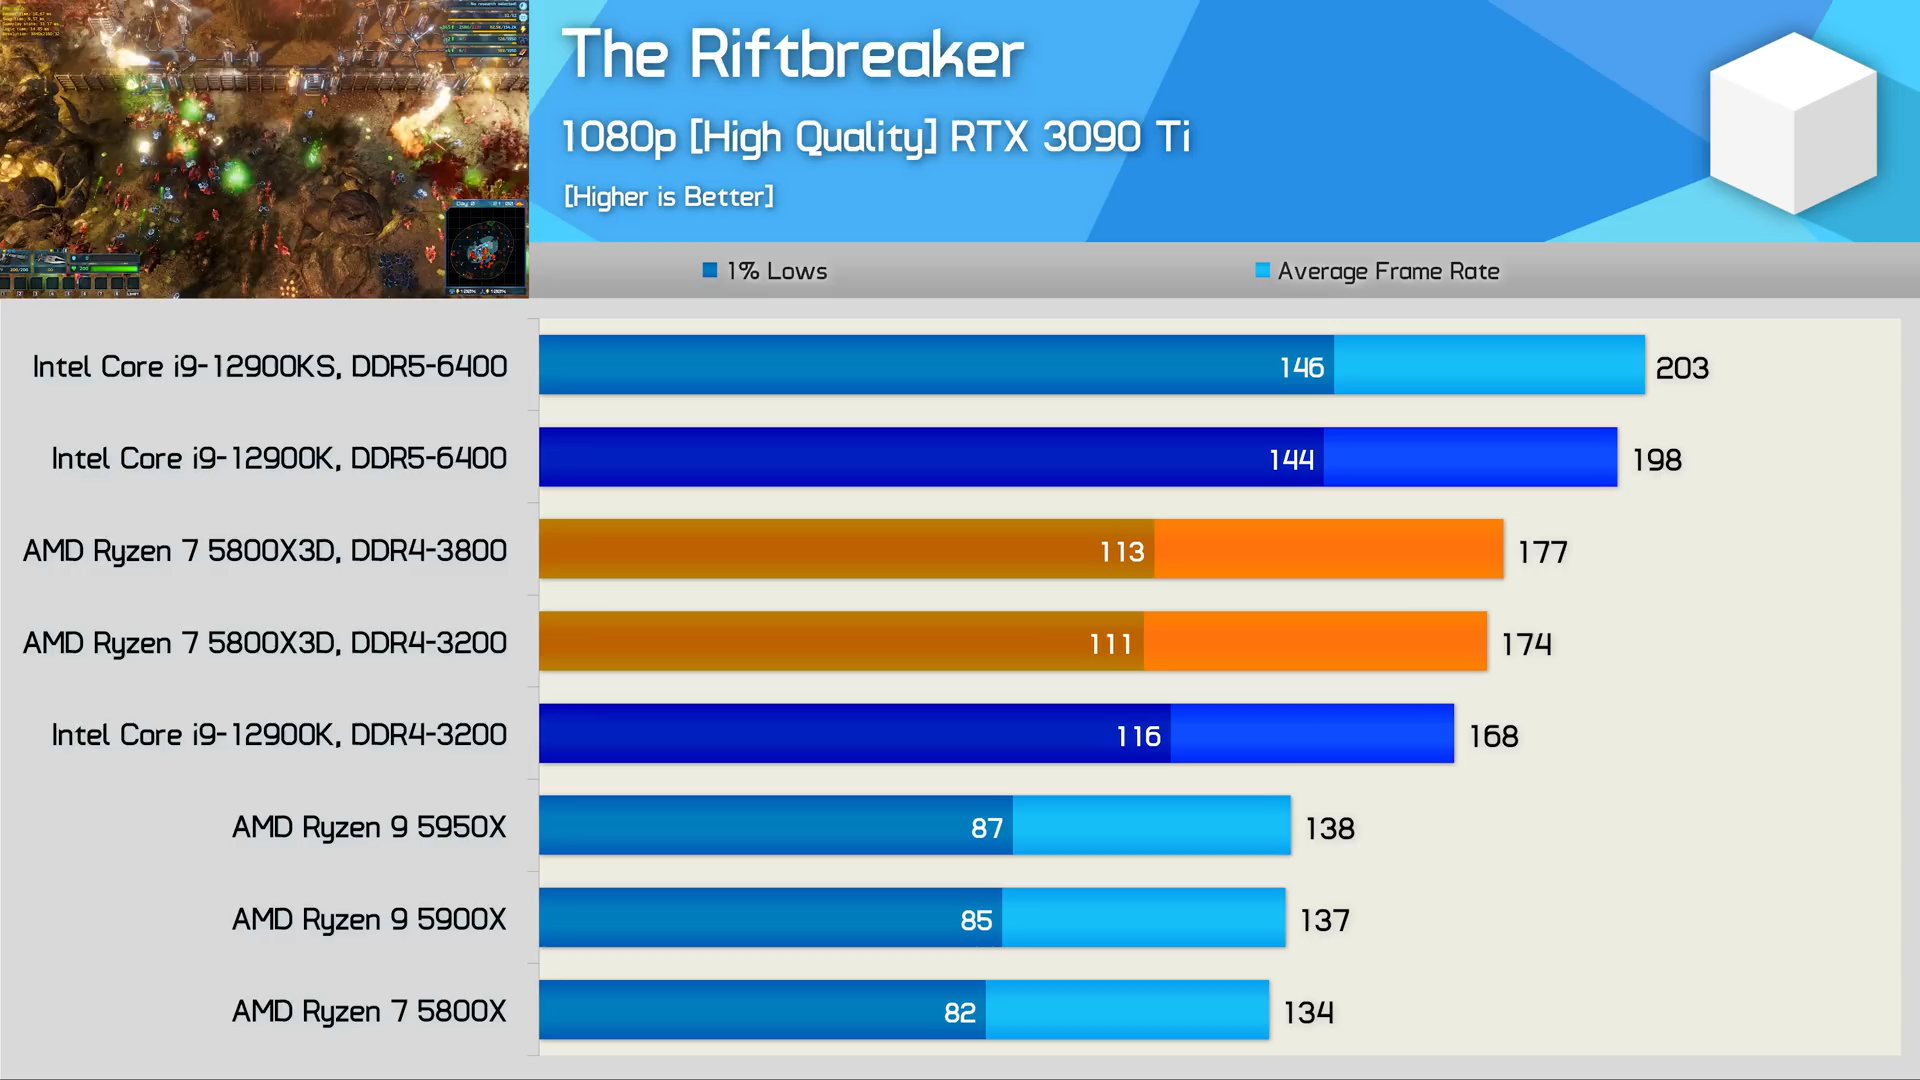 The Riftbreaker
1080p [High Quality] RTX 3090 Ti
[Higher is Better]
1% Lows
Average Frame Rate
Intel Core i9-12900KS, DDR5-6400
146
203
Intel Core i9-12900K, DDR5-6400
144
198
AMD Ryzen 7 5800X3D, DDR4-3800
113
177
AMD Ryzen 7 5800X3D, DDR4-3200
111
174
Intel Core i9-12900K, DDR4-3200
116
168
AMD Ryzen 9 5950X
87
138
AMD Ryzen 9 5900X
85
137
AMD Ryzen 7 5800X
82
134